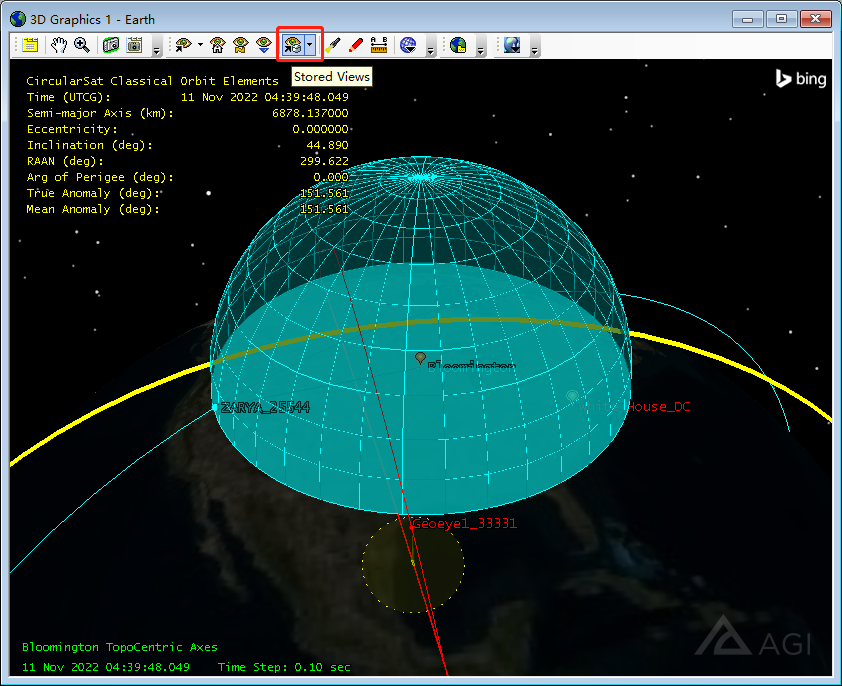 3D Graphics 1 - Earth
Stored Views
CircularSat Classical Orbit Elements
Time (UTCG): 11 Nov 2022 04:39:48.049
Semi-major Axis (km): 6878.137000
Eccentricity: 0.000000
Inclination (deg): 44.890
RAAN (deg): 299.622
Arg of Perigee (deg): 0.000
True Anomaly (deg): 151.561
Mean Anomaly (deg): 151.561
bing
Bloomington
ZARYA_25544
House_DC
Geoeye1_33331
Bloomington TopoCentric Axes
11 Nov 2022 04:39:48.049 Time Step: 0.10 sec
AGI